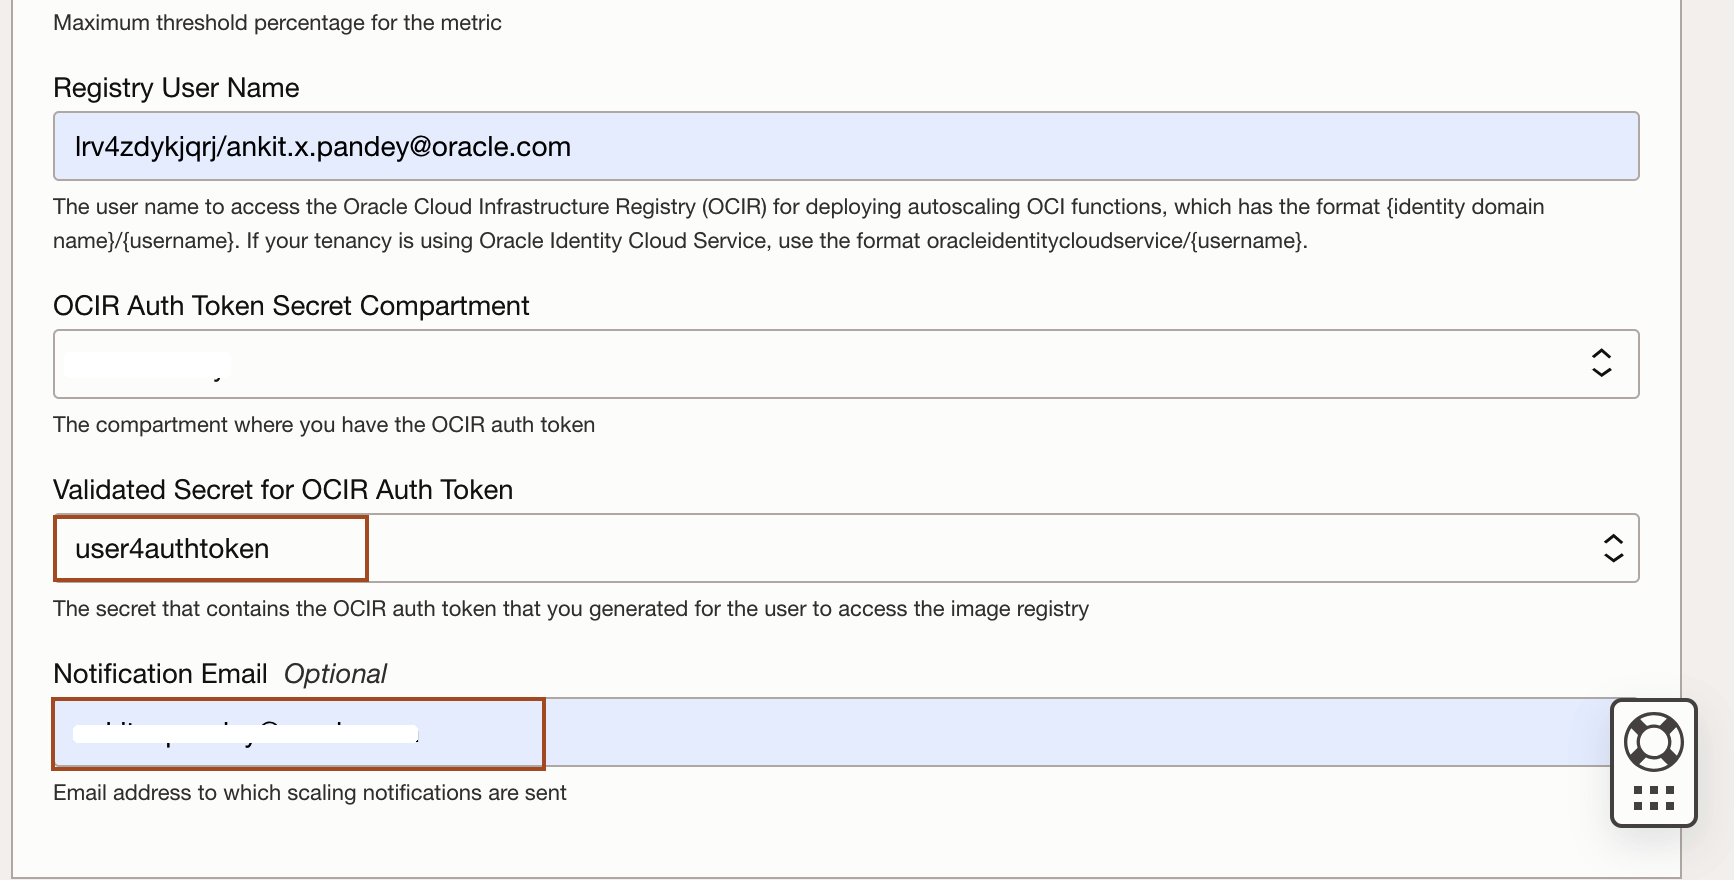 Maximum threshold percentage for the metric
Registry User Name
lrv4zdykjqrj/ankit.x.pandey@oracle.com
The user name to access the Oracle Cloud Infrastructure Registry (OCIR) for deploying autoscaling OCI functions, which has the format {identity domain
name}/{username}. If your tenancy is using Oracle Identity Cloud Service, use the format oracleidentitycloudservice/{username}.
OCIR Auth Token Secret Compartment
The compartment where you have the OCIR auth token
Validated Secret for OCIR Auth Token
user4authtoken
The secret that contains the OCIR auth token that you generated for the user to access the image registry
Notification Email Optional
Email address to which scaling notifications are sent